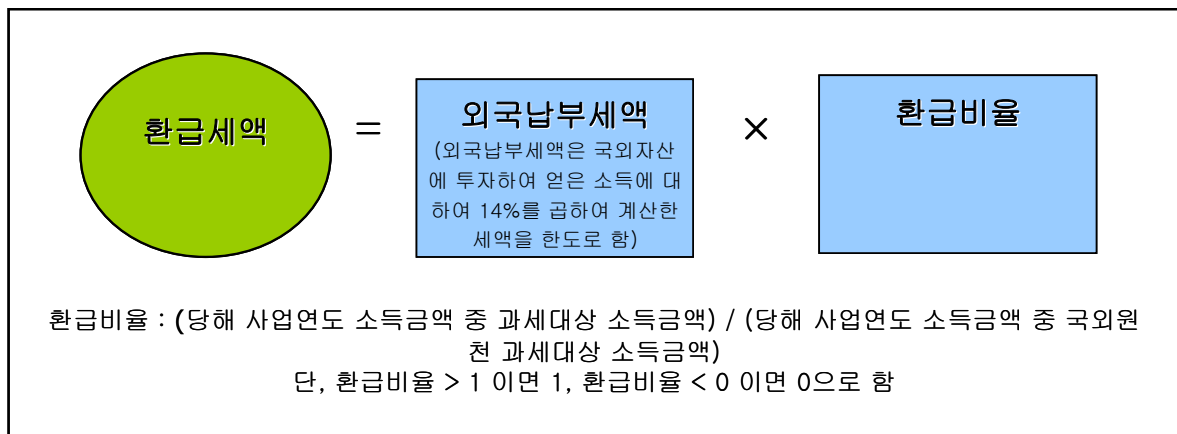 환급세액
=
외국납부세액
(외국납부세액은 국외자산
에 투자하여 얻은 소득에 대
하여 14%를 곱하여 계산한
세액을 한도로 함)
×
환급비율
환급비율 : (당해 사업연도 소득금액 중 과세대상 소득금액) / (당해 사업연도 소득금액 중 국외원
천 과세대상 소득금액)
단, 환급비율 > 1 이면 1, 환급비율 < 0 이면 0으로 함